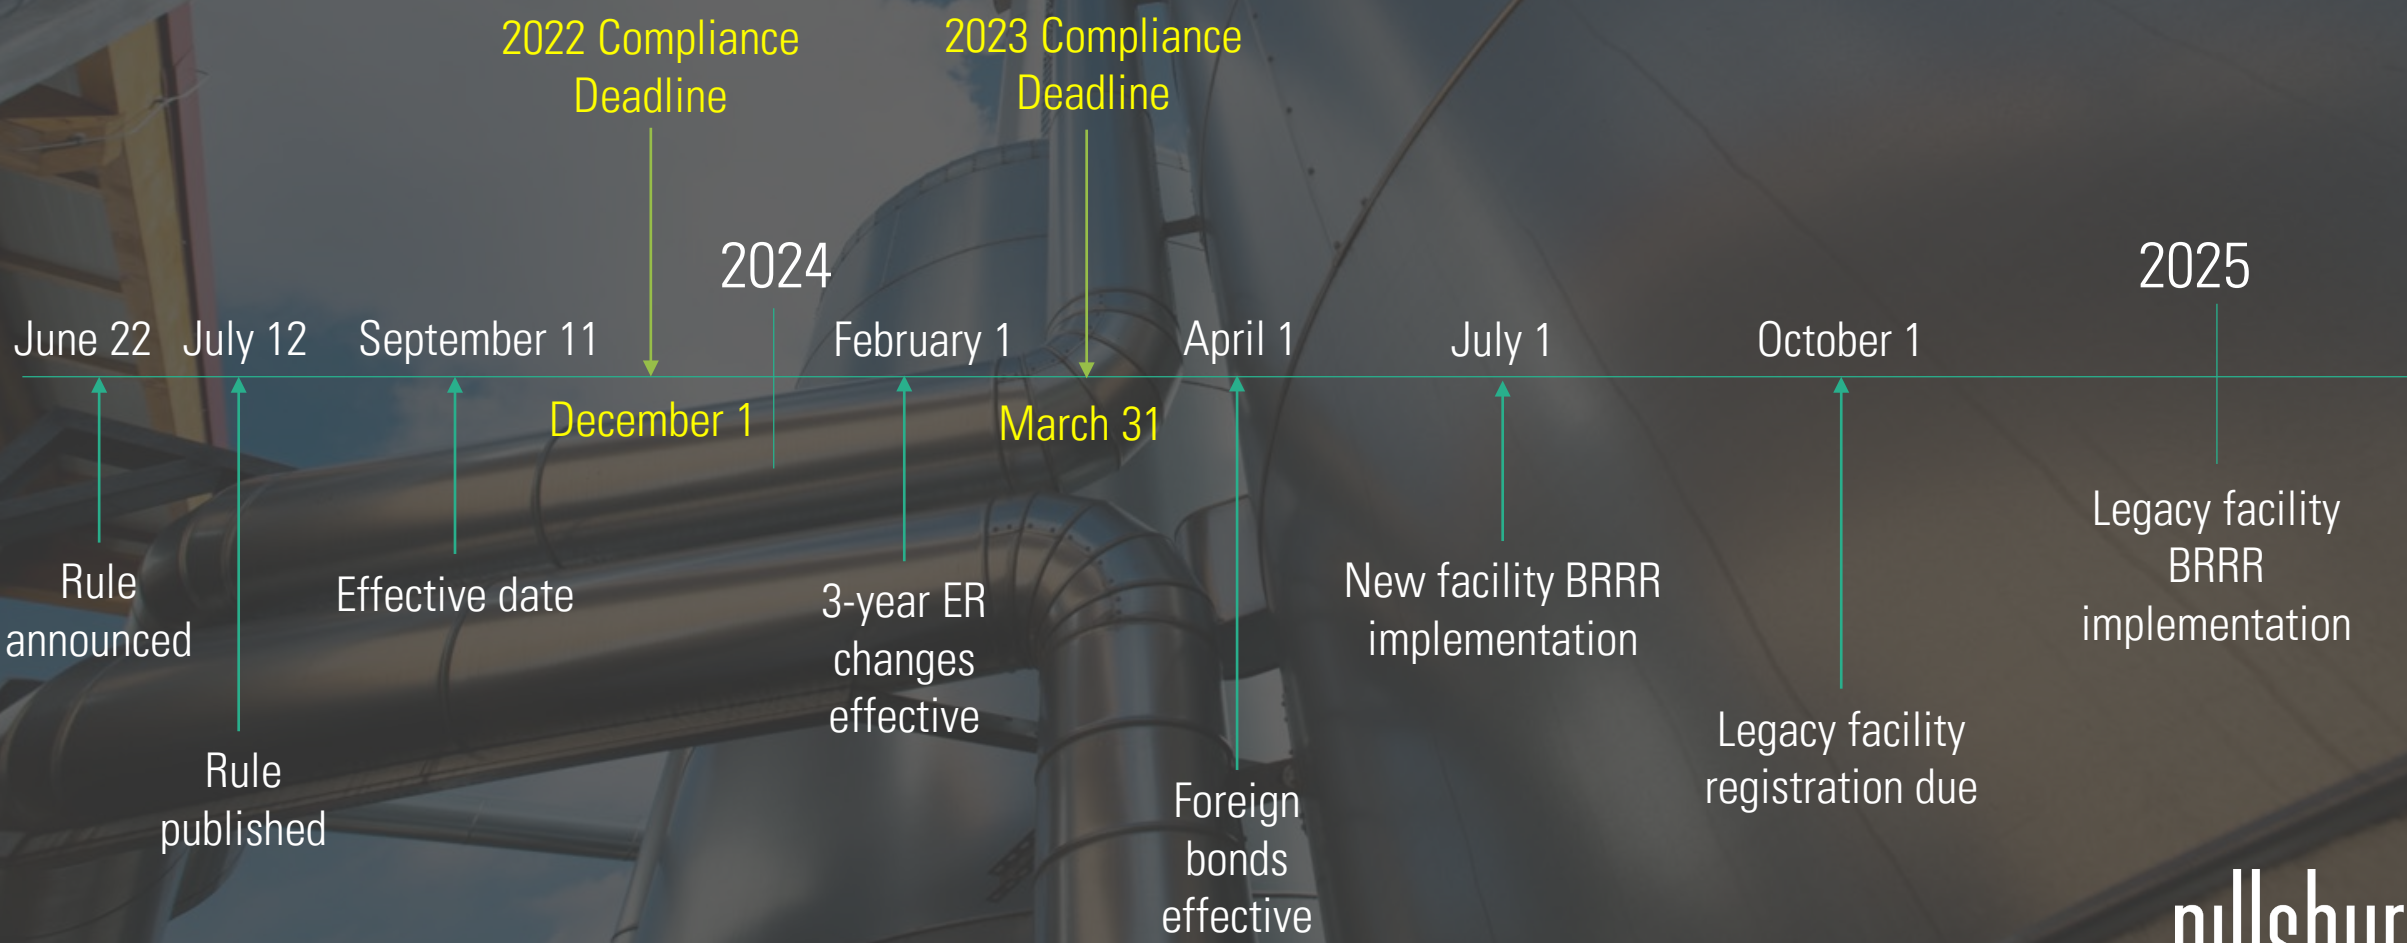 2022 Compliance
Deadline
2023 Compliance
Deadline
2024
2025
June 22
July 12
September 11
February 1
April 1
July 1
October 1
December 1
March 31
Rule
announced
Rule
published
Effective date
3-year ER
changes
effective
Foreign
bonds
effective
New facility BRRR
implementation
Legacy facility
registration due
Legacy facility
BRRR
implementation